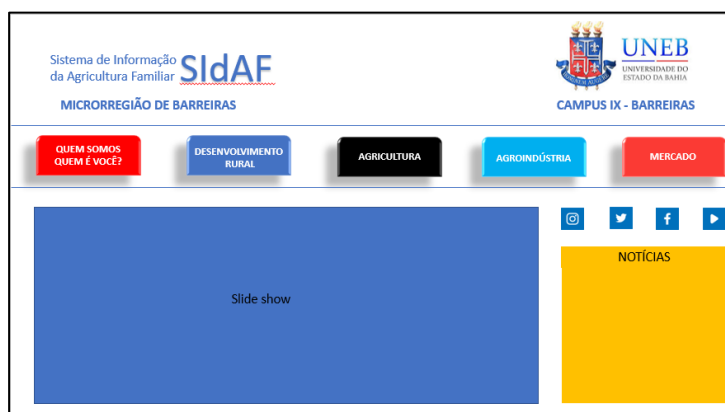 Sistema de Informação
da Agricultura Familiar
SIdAF
MICRORREGIÃO DE BARREIRAS
UNEB
UNIVERSIDADE DO
ESTADO DA BAHIA
CAMPUS IX - BARREIRAS
QUEM SOMOS
QUEM É VOCÊ?
DESENVOLVIMENTO
RURAL
AGRICULTURA
AGROINDÚSTRIA
MERCADO
Slide show
NOTÍCIAS